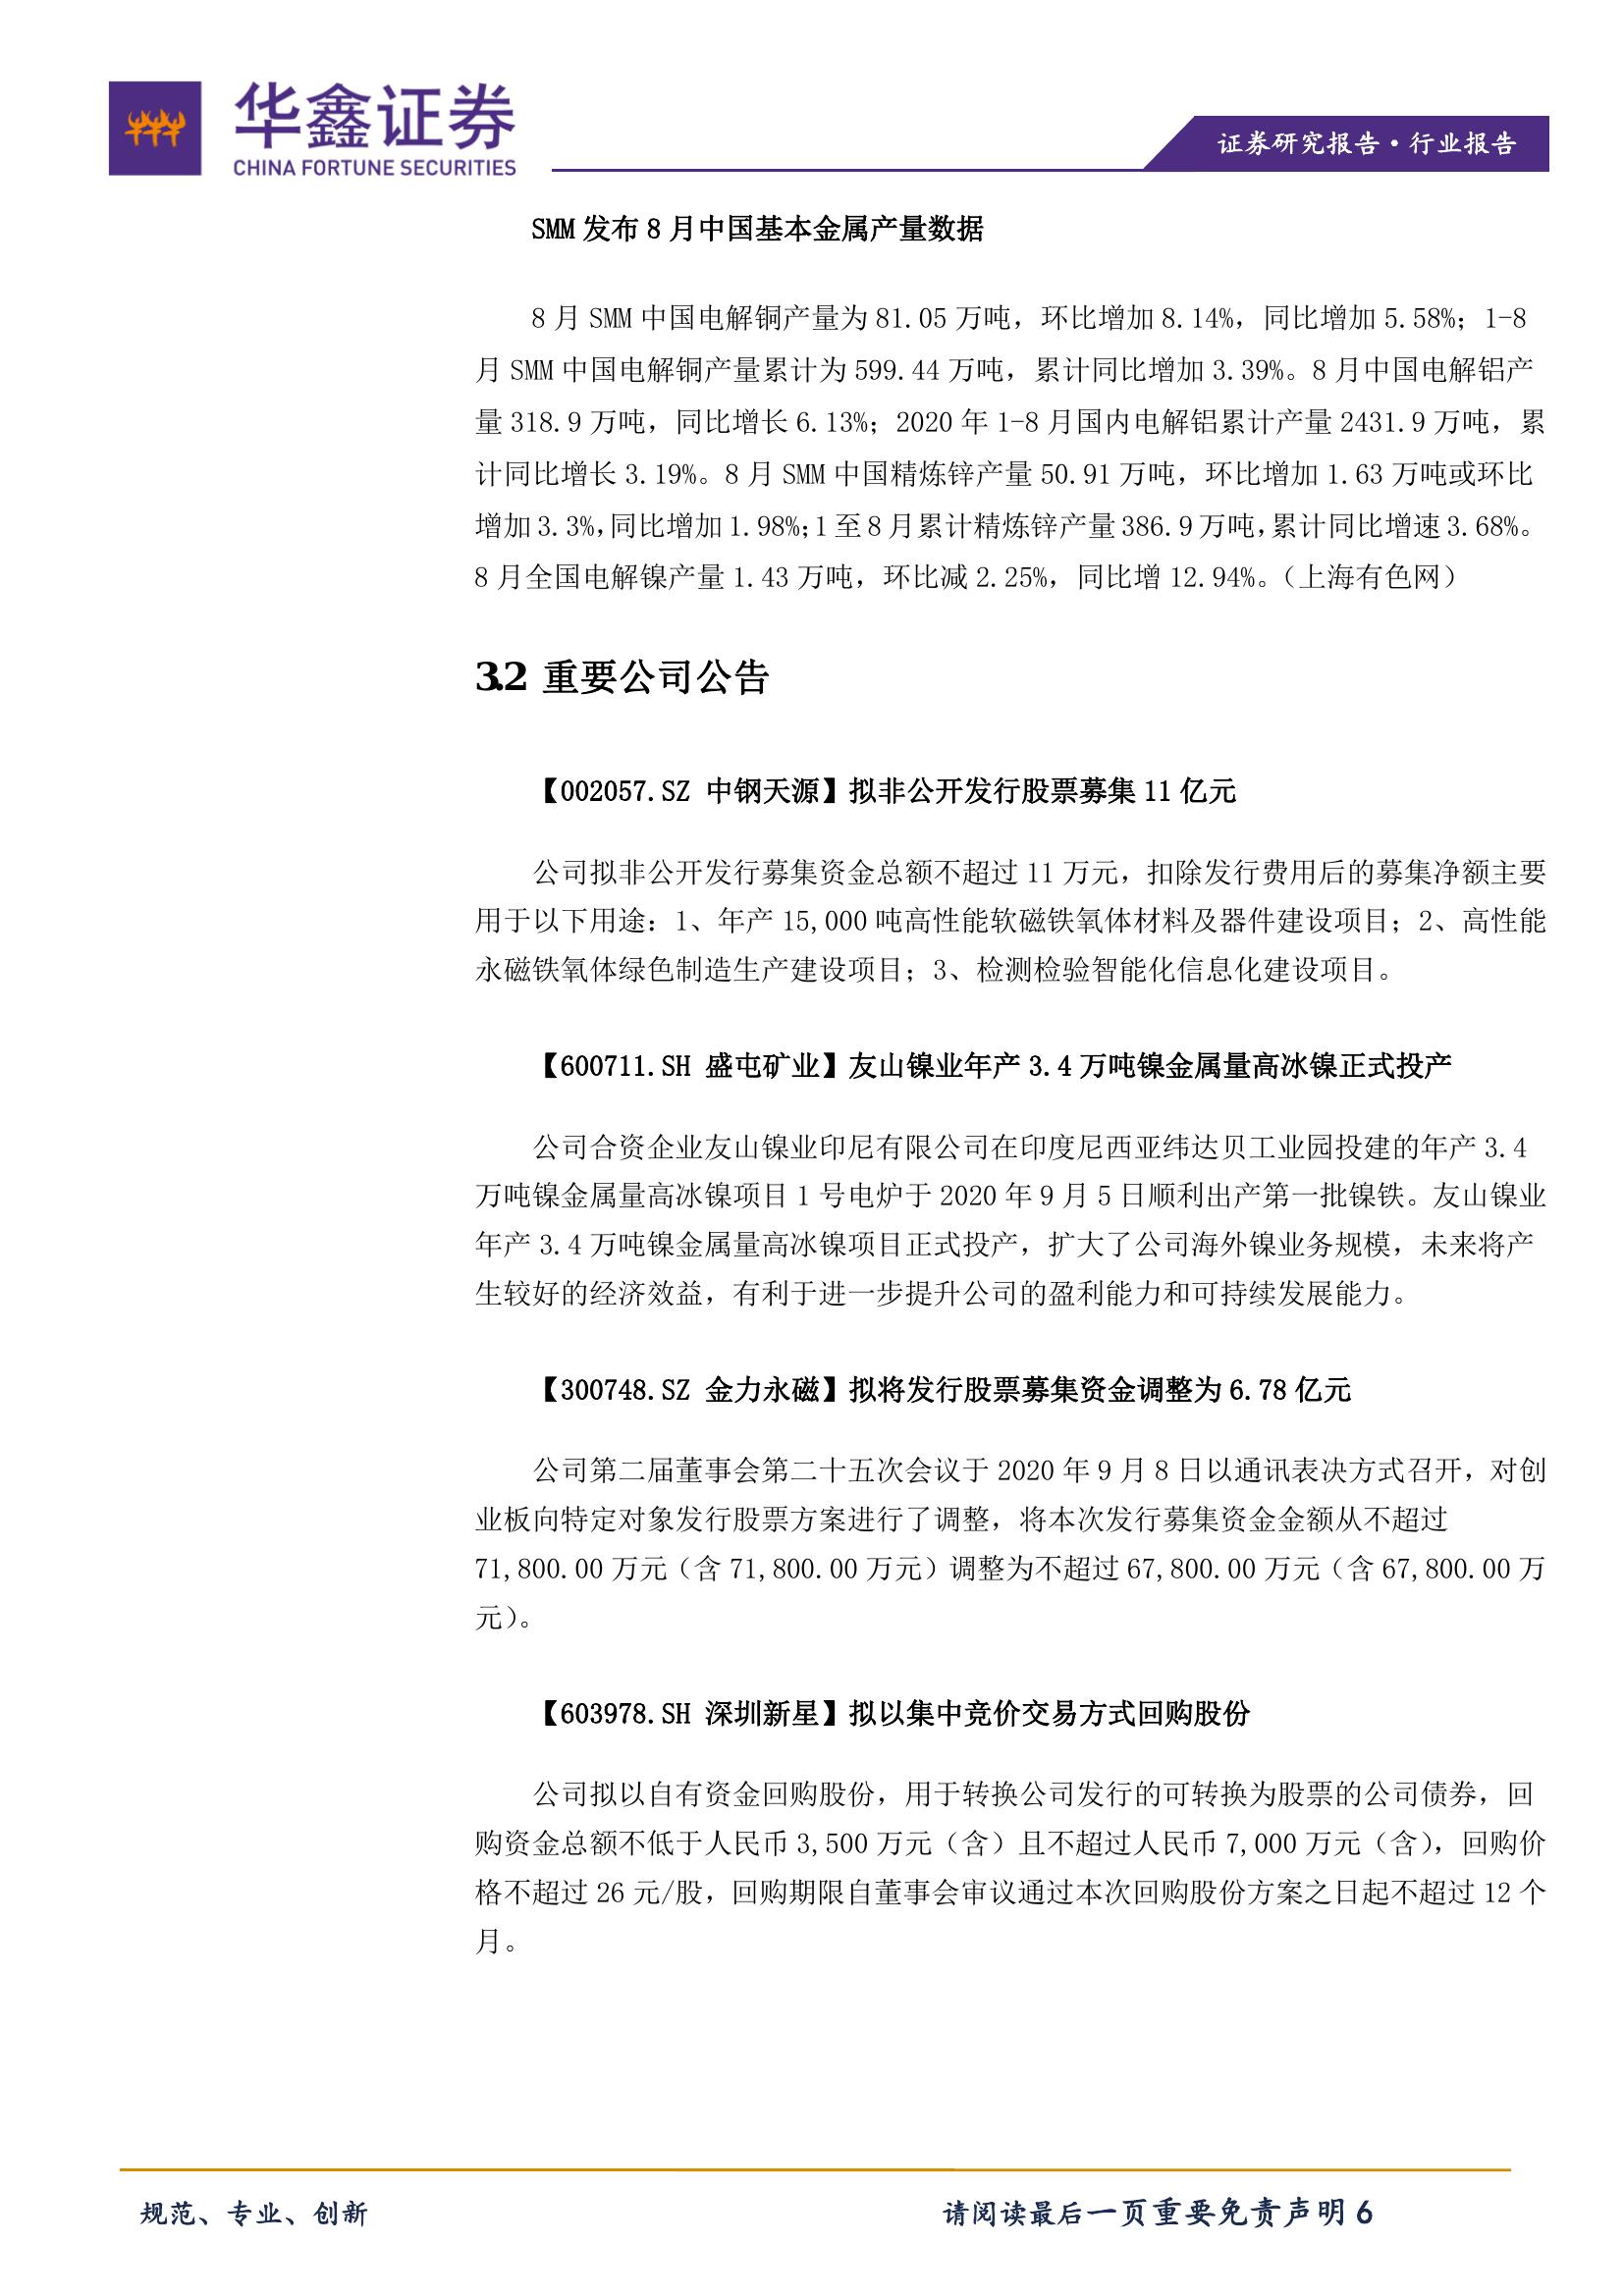 华鑫证券
CHINA FORTUNE SECURITIES
证券研究报告·行业报告
SMM 发布 8 月中国基本金属产量数据
8 月 SMM 中国电解铜产量为 81.05 万吨，环比增加 8.14%，同比增加 5.58%；1-8
月 SMM 中国电解铜产量累计为 599.44 万吨，累计同比增加 3.39%。8 月中国电解铝产
量 318.9 万吨，同比增长 6.13%；2020 年 1-8 月国内电解铝累计产量 2431.9 万吨，累
计同比增长 3.19%。8 月 SMM 中国精炼锌产量 50.91 万吨，环比增加 1.63 万吨或环比
增加 3.3%，同比增加 1.98%；1 至 8 月累计精炼锌产量 386.9 万吨，累计同比增速 3.68%。
8 月全国电解镍产量 1.43 万吨，环比减 2.25%，同比增 12.94%。（上海有色网）
3.2 重要公司公告
【002057.SZ 中钢天源】拟非公开发行股票募集 11 亿元
公司拟非公开发行募集资金总额不超过 11 万元，扣除发行费用后的募集净额主要
用于以下用途：1、年产 15,000 吨高性能软磁铁氧体材料及器件建设项目；2、高性能
永磁铁氧体绿色制造生产建设项目；3、检测检验智能化信息化建设项目。
【600711.SH 盛屯矿业】友山镍业年产 3.4 万吨镍金属量高冰镍正式投产
公司合资企业友山镍业印尼有限公司在印度尼西亚纬达贝工业园投建的年产 3.4
万吨镍金属量高冰镍项目 1 号电炉于 2020 年 9 月 5 日顺利出产第一批镍铁。友山镍业
年产 3.4 万吨镍金属量高冰镍项目正式投产，扩大了公司海外镍业务规模，未来将产
生较好的经济效益，有利于进一步提升公司的盈利能力和可持续发展能力。
【300748.SZ 金力永磁】拟将发行股票募集资金调整为 6.78 亿元
公司第二届董事会第二十五次会议于 2020 年 9 月 8 日以通讯表决方式召开，对创
业板向特定对象发行股票方案进行了调整，将本次发行募集资金金额从不超过
71,800.00 万元（含 71,800.00 万元）调整为不超过 67,800.00 万元（含 67,800.00 万
元）。
【603978.SH 深圳新星】拟以集中竞价交易方式回购股份
公司拟以自有资金回购股份，用于转换公司发行的可转换为股票的公司债券，回
购资金总额不低于人民币 3,500 万元（含）且不超过人民币 7,000 万元（含），回购价
格不超过 26 元/股，回购期限自董事会审议通过本次回购股份方案之日起不超过 12 个
月。
规范、专业、创新
请阅读最后一页重要免责声明 6